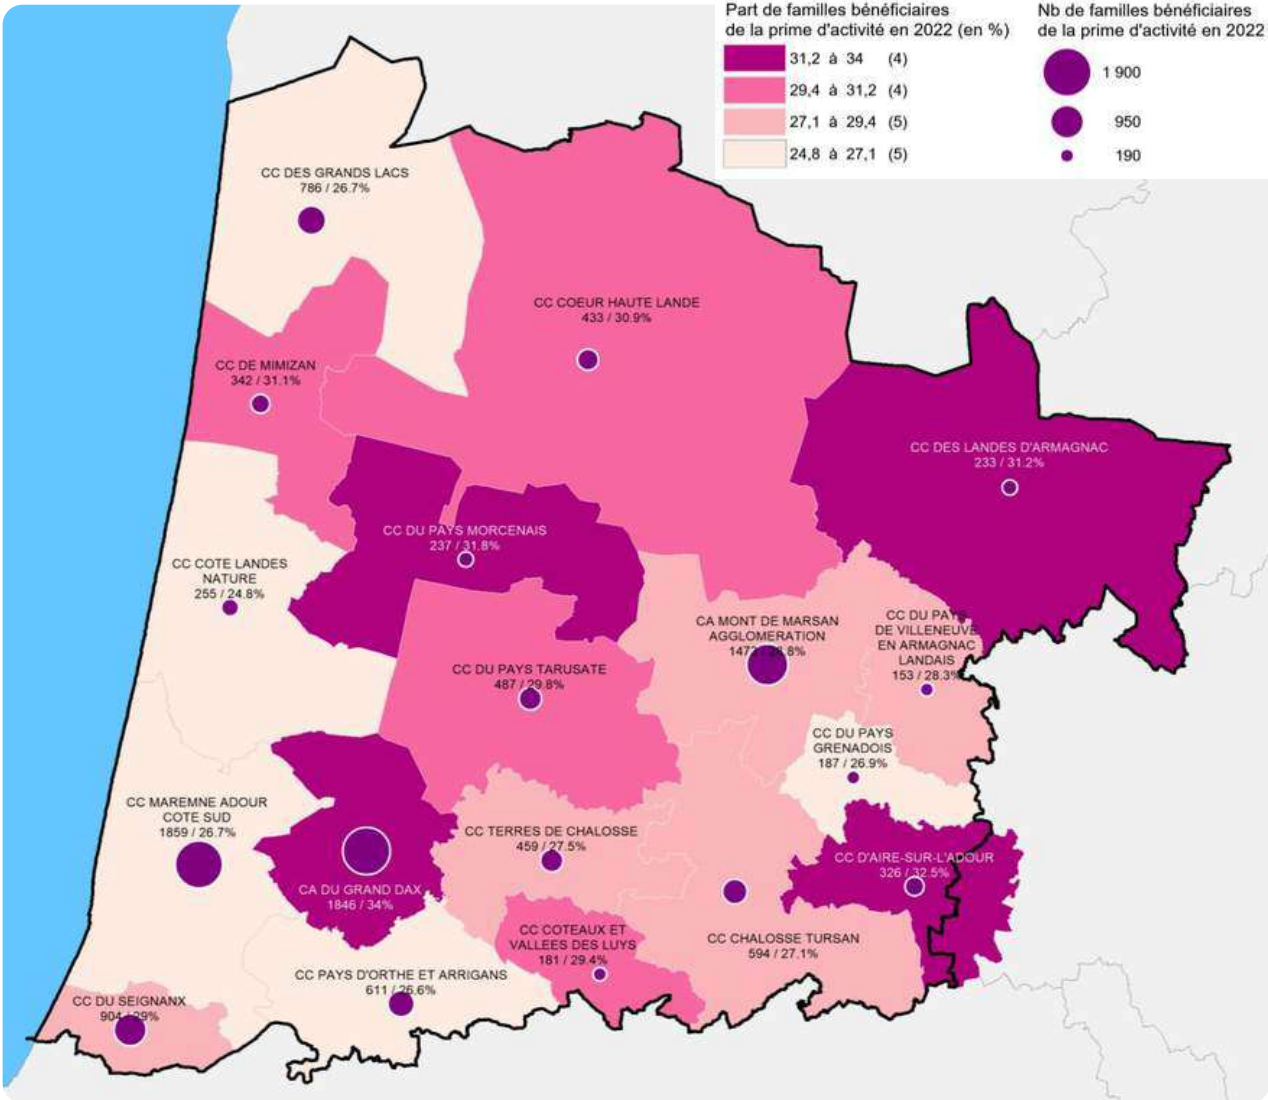 Part de familles bénéficiaires
de la prime d'activité en 2022 (en %)
31,2 à 34 (4)
29,4 à 31,2 (4)
27,1 à 29,4 (5)
24,8 à 27,1 (5)
Nb de familles bénéficiaires
de la prime d'activité en 2022
1 900
950
190
CC DES GRANDS LACS
786 / 26.7%
CC COEUR HAUTE LANDE
433 / 30.9%
CC DE MIMIZAN
342 / 31.1%
CC DES LANDES D'ARMAGNAC
233 / 31.2%
CC DU PAYS MORCENAIS
237 / 31.8%
CC COTE LANDES
NATURE
255 / 24.8%
CA MONT DE MARSAN
AGGLOMERATION
CC DU PAYS
DE VILLENEUVE
EN ARMAGNAC
LANDAIS
153 / 28.3%
CC DU PAYS TARUSATE
487 / 29.8%
CC DU PAYS
GRENADOIS
187 / 26.9%
CC MAREMNE ADOUR
COTE SUD
1859 / 26.7%
CC TERRES DE CHALOSSE
459 / 27.5%
CC D'AIRE-SUR-L'ADOUR
326 / 32.5%
CA DU GRAND DAX
1846 / 34%
CC COTEAUX ET
VALLEES DES LUYS
181 / 29.4%
CC CHALOSSE TURSAN
594 / 27.1%
CC PAYS D'ORTHE ET ARRIGANS
611 / 26.6%
CC DU SEIGNANX
904 / 29%